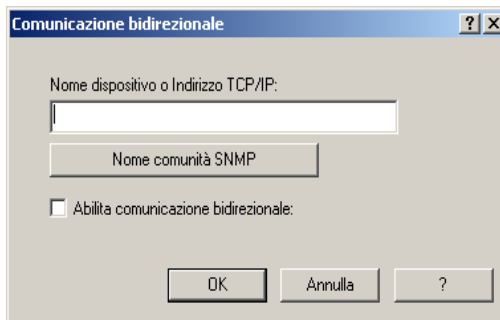 Comunicazione bidirezionale
Nome dispositivo o Indirizzo TCP/IP:
Nome comunità SNMP
Abilita comunicazione bidirezionale:
OK Annulla ?